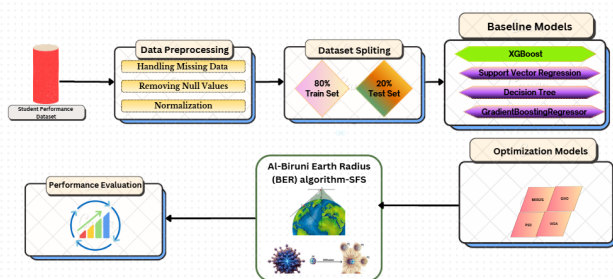 Student Performance
Dataset
Data Preprocessing
Handling Missing Data
Removing Null Values
Normalization
Dataset Spliting
80%
Train Set
20%
Test Set
Baseline Models
XGBoost
Support Vector Regression
Decision Tree
GradientBoostingRegressor
Optimization Models
Al-Biruni Earth Radius
(BER) algorithm-SFS
Performance Evaluation